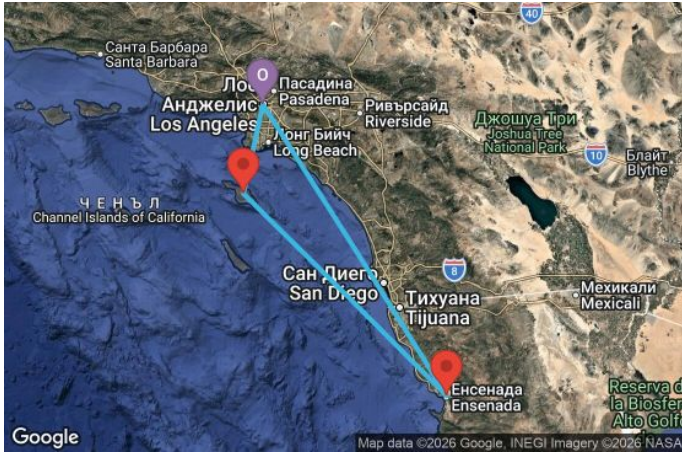 40
Санта Барбара
Santa Barbara
O
Лос
Анджелис
Los Angeles
Пасадина
Pasadena
Ривърсайд
Riverside
Джошуа Три
Joshua Tree
National Park
Лонг Бийч
Long Beach
10
Блайт
Blythe
ЧЕНЪЛ
Channel Islands of California
8
Сан Диего
San Diego
Тихуана
Tijuana
Мексикали
Mexicali
Енсенада
Ensenada
Reserva d
la Biosfer
Alto Golfo
Google
Map data ©2026 Google, INEGI Imagery ©2026 NASA